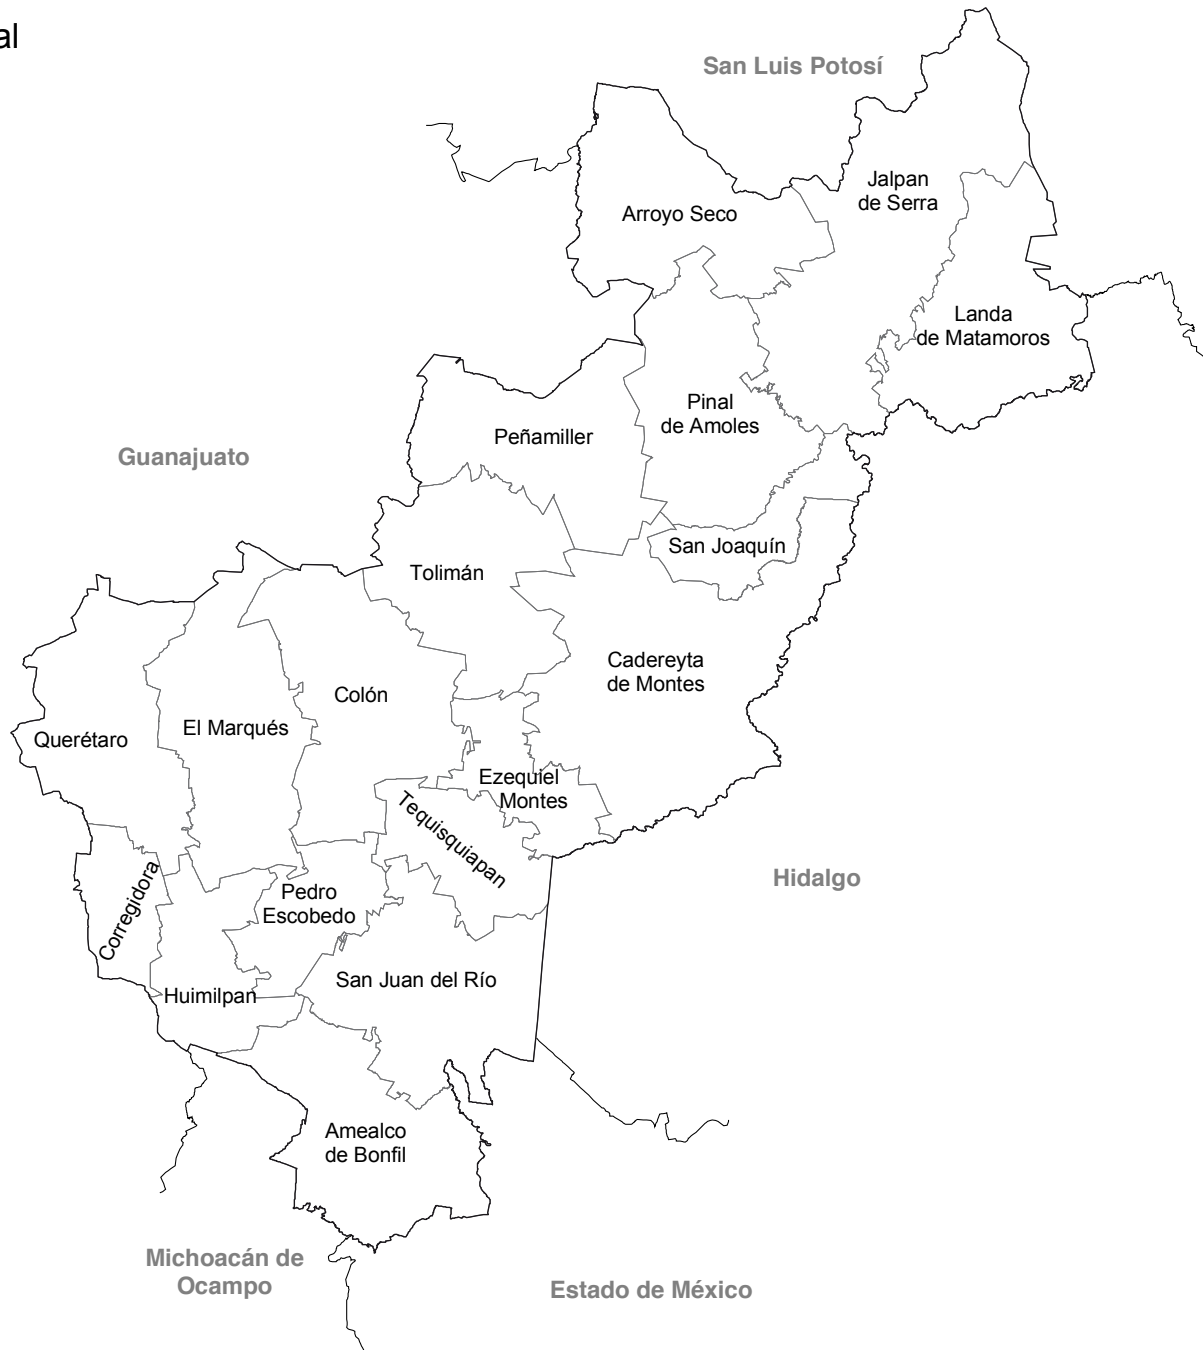 al
San Luis Potosí
Jalpan
de Serra
Arroyo Seco
Landa
de Matamoros
Pinal
de Amoles
Peñamiller
Guanajuato
San Joaquín
Tolimán
Cadereyta
de Montes
Colón
El Marqués
Querétaro
Ezequiel
Montes
Tequisquiapan
Hidalgo
Corregidora
Pedro
Escobedo
San Juan del Río
Huimilpan
Amealco
de Bonfil
Michoacán de
Ocampo
Estado de México